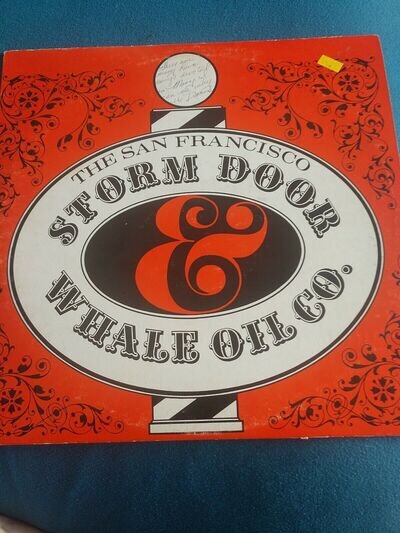 THE SAN FRANCISCO
STORM DOOR
&
WHALE OIL CO.